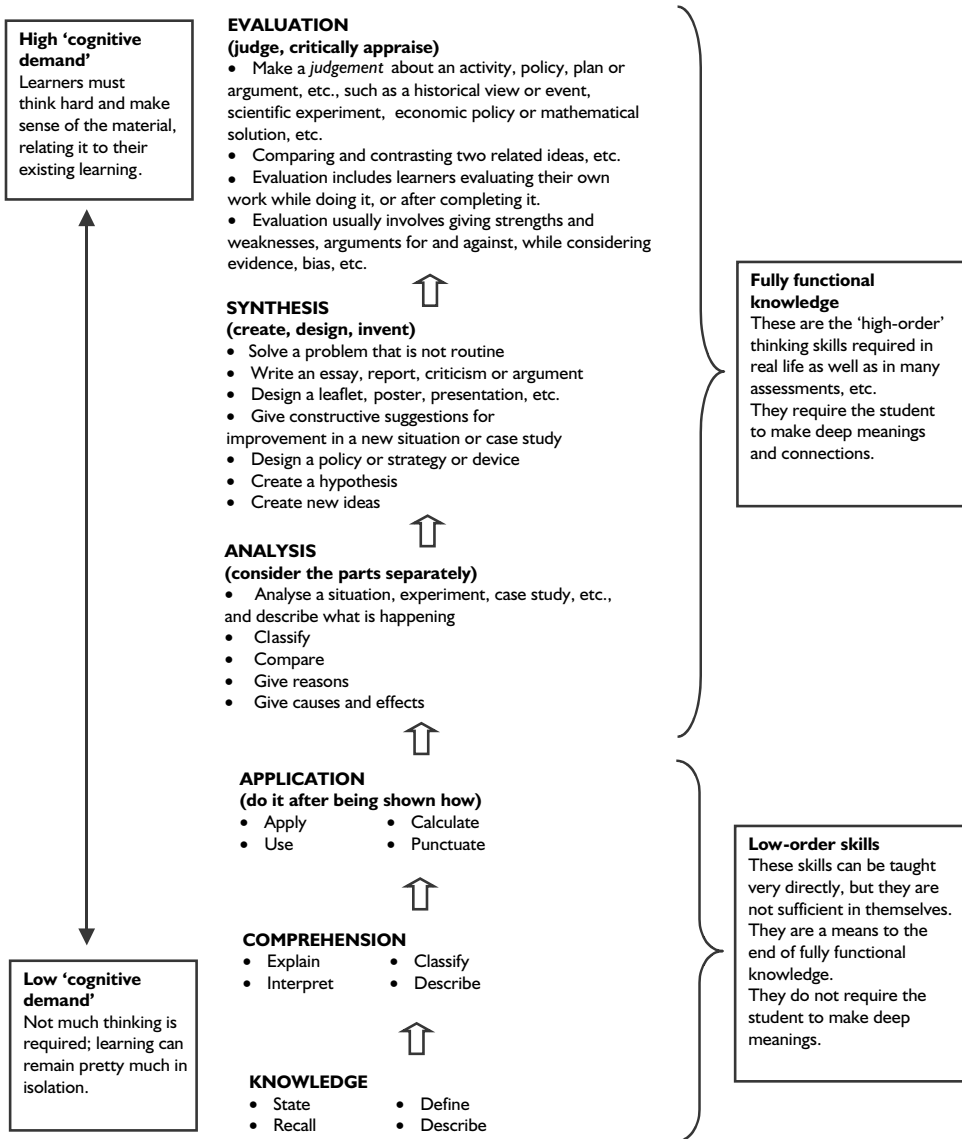 High ‘cognitive
demand’
Learners must
think hard and make
sense of the material,
relating it to their
existing learning.
EVALUATION
(judge, critically appraise)
• Make a judgement about an activity, policy, plan or
argument, etc., such as a historical view or event,
scientific experiment, economic policy or mathematical
solution, etc.
• Comparing and contrasting two related ideas, etc.
• Evaluation includes learners evaluating their own
work while doing it, or after completing it.
• Evaluation usually involves giving strengths and
weaknesses, arguments for and against, while considering
evidence, bias, etc.
SYNTHESIS
(create, design, invent)
• Solve a problem that is not routine
• Write an essay, report, criticism or argument
• Design a leaflet, poster, presentation, etc.
• Give constructive suggestions for
improvement in a new situation or case study
• Design a policy or strategy or device
• Create a hypothesis
• Create new ideas
ANALYSIS
(consider the parts separately)
• Analyse a situation, experiment, case study, etc.,
and describe what is happening
• Classify
• Compare
• Give reasons
• Give causes and effects
Fully functional
knowledge
These are the ‘high-order’
thinking skills required in
real life as well as in many
assessments, etc.
They require the student
to make deep meanings
and connections.
APPLICATION
(do it after being shown how)
• Apply • Calculate
• Use • Punctuate
COMPREHENSION
• Explain • Classify
• Interpret • Describe
KNOWLEDGE
• State • Define
• Recall • Describe
Low-order skills
These skills can be taught
very directly, but they are
not sufficient in themselves.
They are a means to the
end of fully functional
knowledge.
They do not require the
student to make deep
meanings.
Low ‘cognitive
demand’
Not much thinking is
required; learning can
remain pretty much in
isolation.